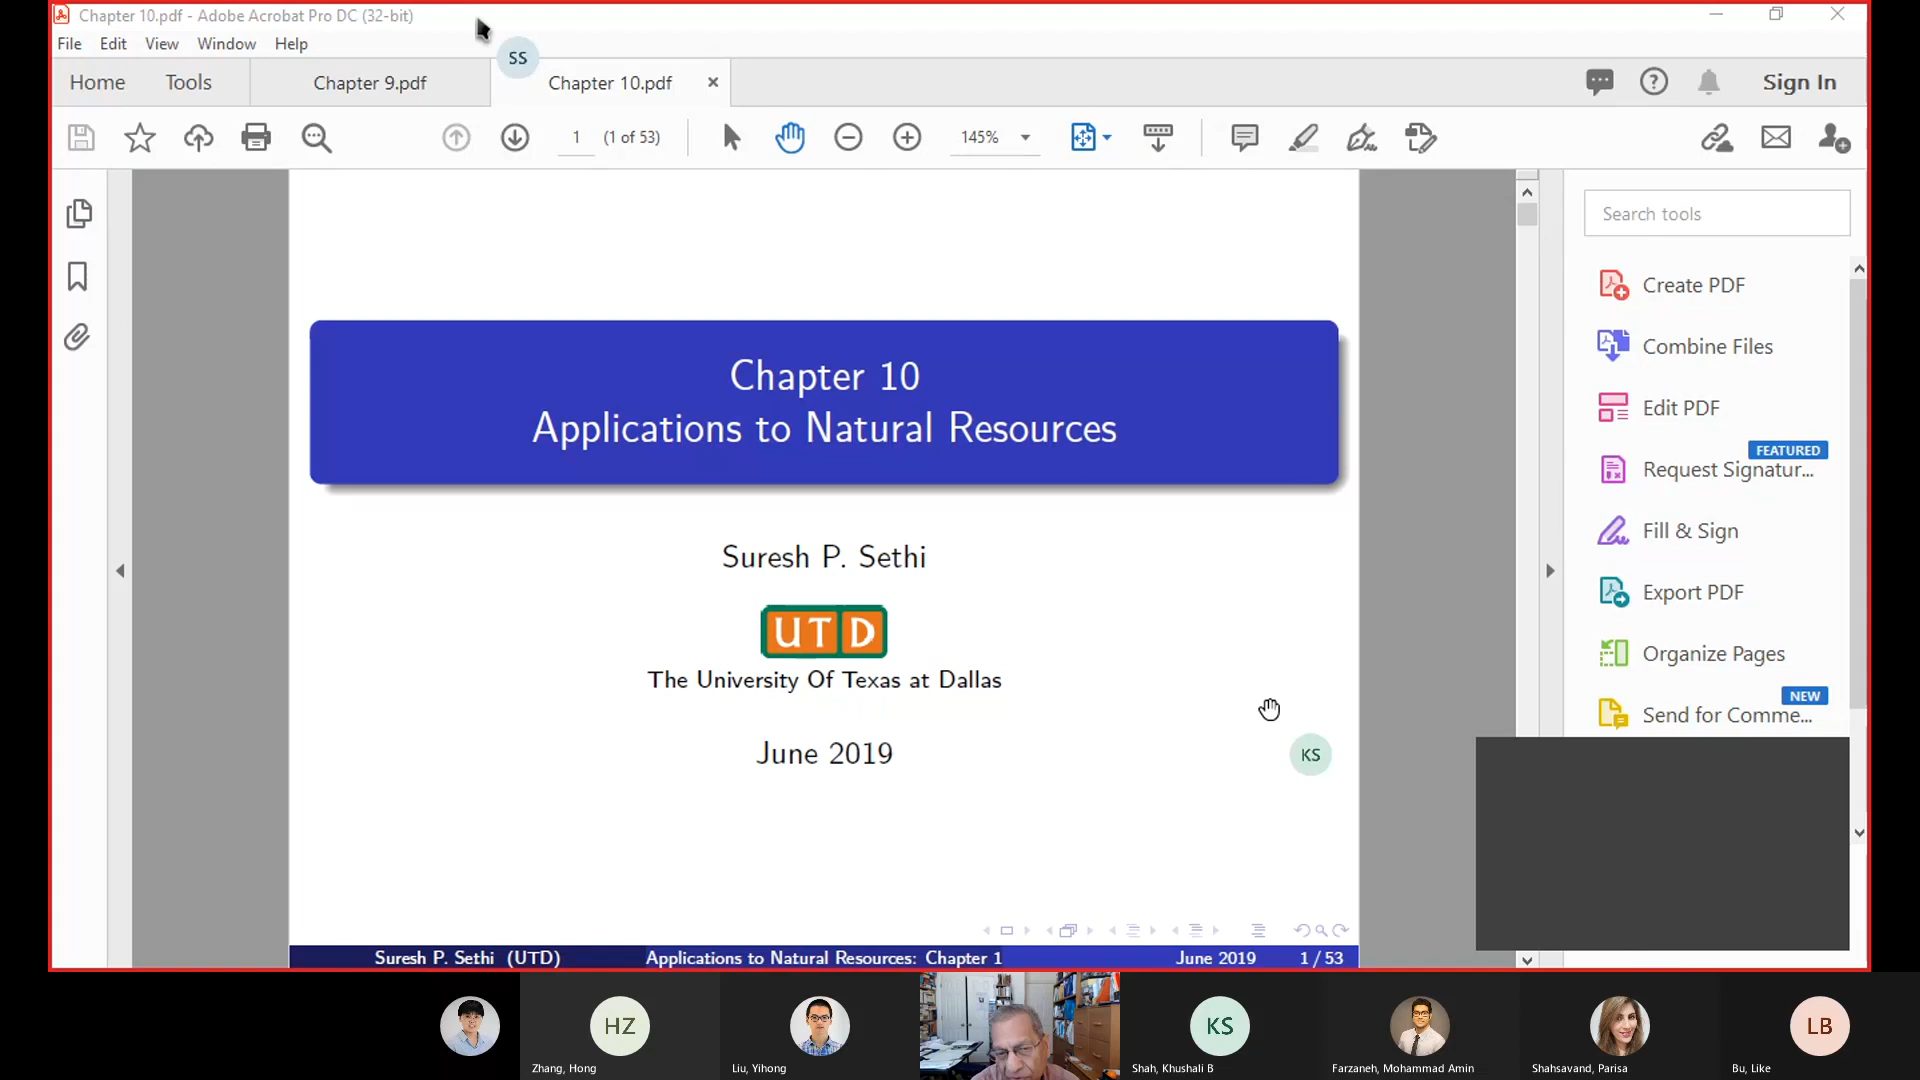 Chapter 10.pdf - Adobe Acrobat Pro DC (32-bit)
File Edit View Window Help
SS
Home Tools Chapter 9.pdf Chapter 10.pdf × Sign In
1 (1 of 53) 145%
Search tools
Create PDF
Combine Files
Edit PDF
FEATURED
Request Signatur...
Fill & Sign
Export PDF
Organize Pages
NEW
Send for Comme...
Chapter 10
Applications to Natural Resources
Suresh P. Sethi
UTD
The University Of Texas at Dallas
June 2019
KS
Suresh P. Sethi (UTD) Applications to Natural Resources: Chapter 1 June 2019 1 / 53
HZ KS LB
Zhang, Hong Liu, Yihong Shah, Khushali B Farzaneh, Mohammad Amin Shahsavand, Parisa Bu, Like